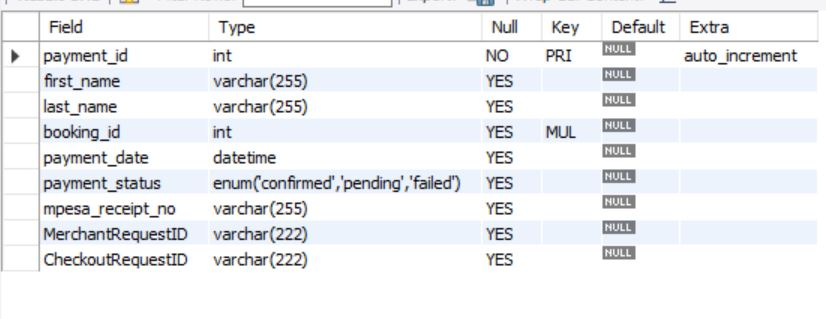 Field Type Null Key Default Extra
payment_id int NO PRI NULL auto_increment
first_name varchar(255) YES NULL
last_name varchar(255) YES NULL
booking_id int YES MUL NULL
payment_date datetime YES NULL
payment_status enum('confirmed','pending','failed') YES NULL
mpesa_receipt_no varchar(255) YES NULL
MerchantRequestID varchar(222) YES NULL
CheckoutRequestID varchar(222) YES NULL